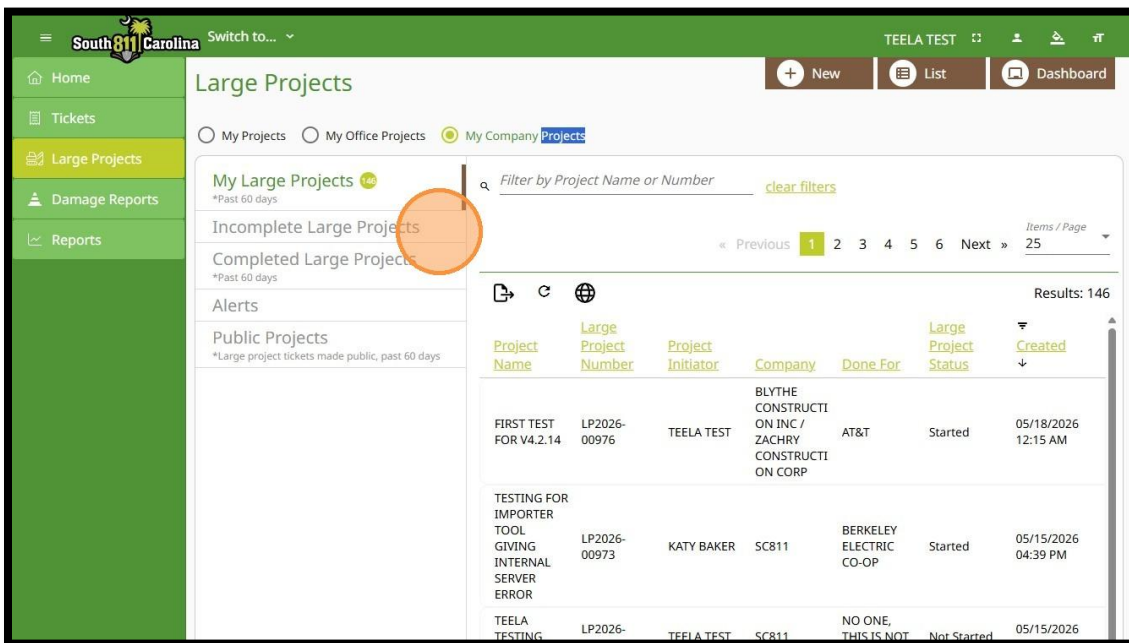 South 811 Carolina
Switch to...
TEELA TEST
Home
Tickets
Large Projects
Damage Reports
Reports
Large Projects
New
List
Dashboard
My Projects
My Office Projects
My Company Projects
My Large Projects 146
*Past 60 days
Incomplete Large Projects
Completed Large Projects
*Past 60 days
Alerts
Public Projects
*Large project tickets made public, past 60 days
Filter by Project Name or Number
clear filters
« Previous 1 2 3 4 5 6 Next »
Items / Page
25
Results: 146
Project
Name
Large
Project
Number
Project
Initiator
Company
Done For
Large
Project
Status
Created
FIRST TEST
FOR V4.2.14
LP2026-
00976
TEELA TEST
BLYTHE
CONSTRUCTI
ON INC /
ZACHRY
CONSTRUCTI
ON CORP
AT&T
Started
05/18/2026
12:15 AM
TESTING FOR
IMPORTER
TOOL
GIVING
INTERNAL
SERVER
ERROR
LP2026-
00973
KATY BAKER
SC811
BERKELEY
ELECTRIC
CO-OP
Started
05/15/2026
04:39 PM
TEELA
TESTING
LP2026-
TEELA TEST
SC811
NO ONE,
THIS IS NOT
Not Started
05/15/2026